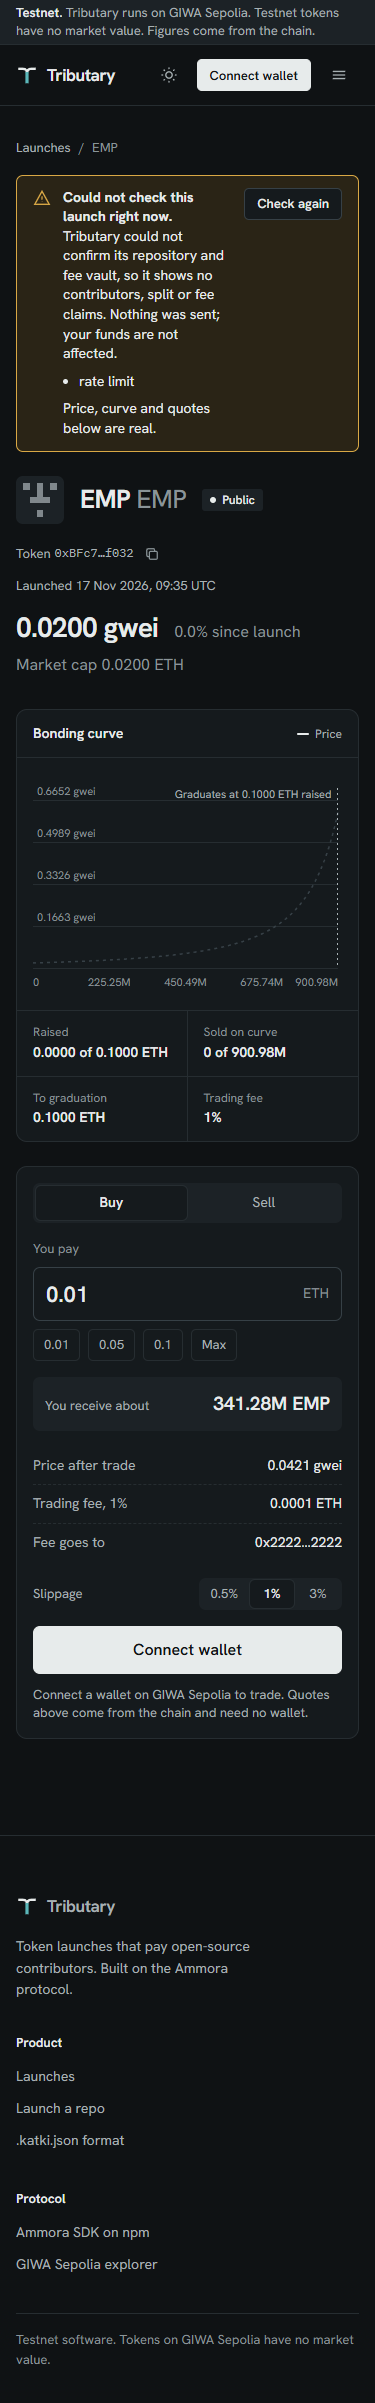 Testnet. Tributary runs on GIWA Sepolia. Testnet tokens
have no market value. Figures come from the chain.
Tributary
Connect wallet
Launches / EMP
Could not check this
launch right now.
Check again
Tributary could not
confirm its repository and
fee vault, so it shows no
contributors, split or fee
claims. Nothing was sent;
your funds are not
affected.
• rate limit
Price, curve and quotes
below are real.
EMP EMP
Public
Token 0xBFc7…f032
Launched 17 Nov 2026, 09:35 UTC
0.0200 gwei 0.0% since launch
Market cap 0.0200 ETH
Bonding curve
Price
0.6652 gwei
Graduates at 0.1000 ETH raised
0.4989 gwei
0.3326 gwei
0.1663 gwei
0 225.25M 450.49M 675.74M 900.98M
Raised
0.0000 of 0.1000 ETH
Sold on curve
0 of 900.98M
To graduation
0.1000 ETH
Trading fee
1%
Buy
Sell
You pay
0.01 ETH
0.01 0.05 0.1 Max
You receive about 341.28M EMP
Price after trade 0.0421 gwei
Trading fee, 1% 0.0001 ETH
Fee goes to 0x2222…2222
Slippage 0.5% 1% 3%
Connect wallet
Connect a wallet on GIWA Sepolia to trade. Quotes
above come from the chain and need no wallet.
Tributary
Token launches that pay open-source
contributors. Built on the Ammora
protocol.
Product
Launches
Launch a repo
.katki.json format
Protocol
Ammora SDK on npm
GIWA Sepolia explorer
Testnet software. Tokens on GIWA Sepolia have no market
value.